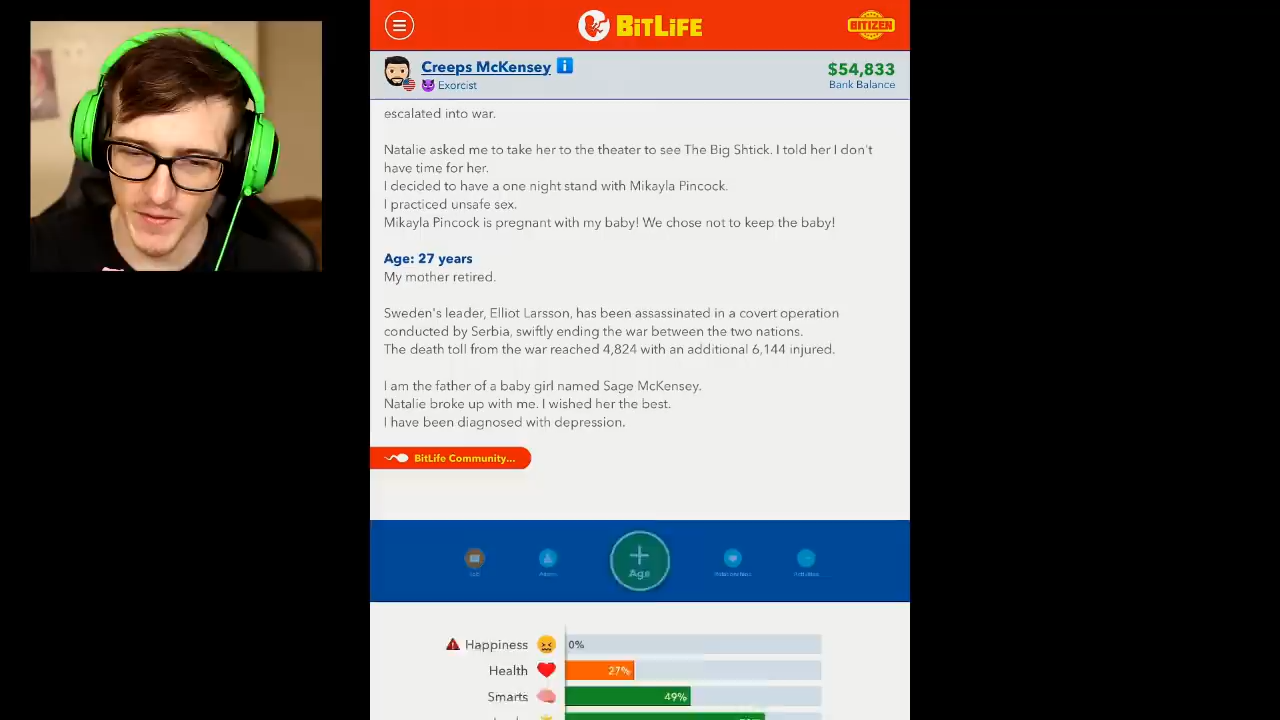 BitLife
BITIZEN
Creeps McKensey
$54,833
Exorcist
Bank Balance
escalated into war.
Natalie asked me to take her to the theater to see The Big Shtick. I told her I don't
have time for her.
I decided to have a one night stand with Mikayla Pincock.
I practiced unsafe sex.
Mikayla Pincock is pregnant with my baby! We chose not to keep the baby!
Age: 27 years
My mother retired.
Sweden's leader, Elliot Larsson, has been assassinated in a covert operation
conducted by Serbia, swiftly ending the war between the two nations.
The death toll from the war reached 4,824 with an additional 6,144 injured.
I am the father of a baby girl named Sage McKensey.
Natalie broke up with me. I wished her the best.
I have been diagnosed with depression.
BitLife Community...
Age
Happiness 0%
Health 27%
Smarts 49%